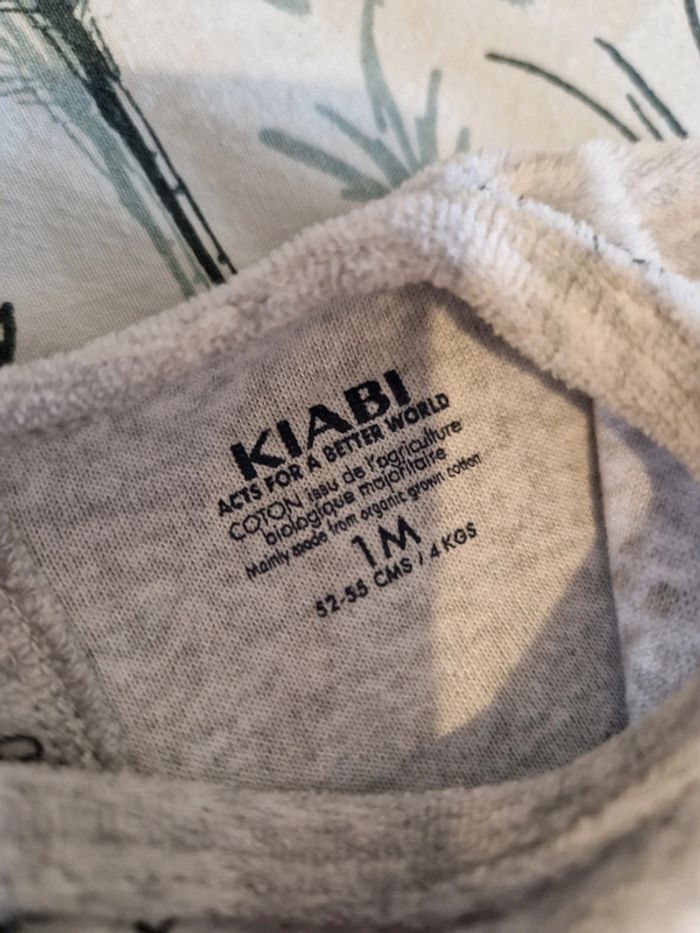 KIABI
ACTS FOR A BETTER WORLD
COTON issu de l'agriculture
biologique majoritaire
Mainly made from organic grown cotton
1M
52-55 CMS / 4 KGS